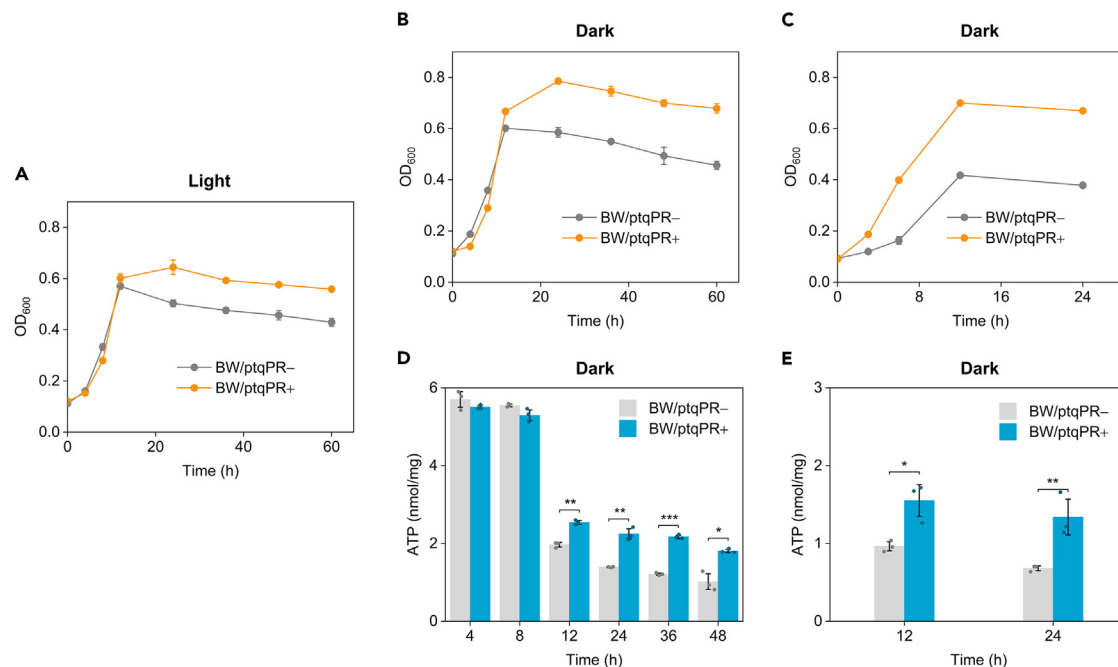 A
Light
OD600
0.8
0.6
0.4
0.2
0.0
BW/ptqPR−
BW/ptqPR+
0
20
40
60
Time (h)
B
Dark
OD600
0.8
0.6
0.4
0.2
0.0
BW/ptqPR−
BW/ptqPR+
0
20
40
60
Time (h)
C
Dark
OD600
0.8
0.6
0.4
0.2
0.0
BW/ptqPR−
BW/ptqPR+
0
8
16
24
Time (h)
D
Dark
ATP (nmol/mg)
6
4
2
0
BW/ptqPR−
BW/ptqPR+
**
**
***
*
4
8
12
24
36
48
Time (h)
E
Dark
ATP (nmol/mg)
3
2
1
0
BW/ptqPR−
BW/ptqPR+
*
**
12
24
Time (h)